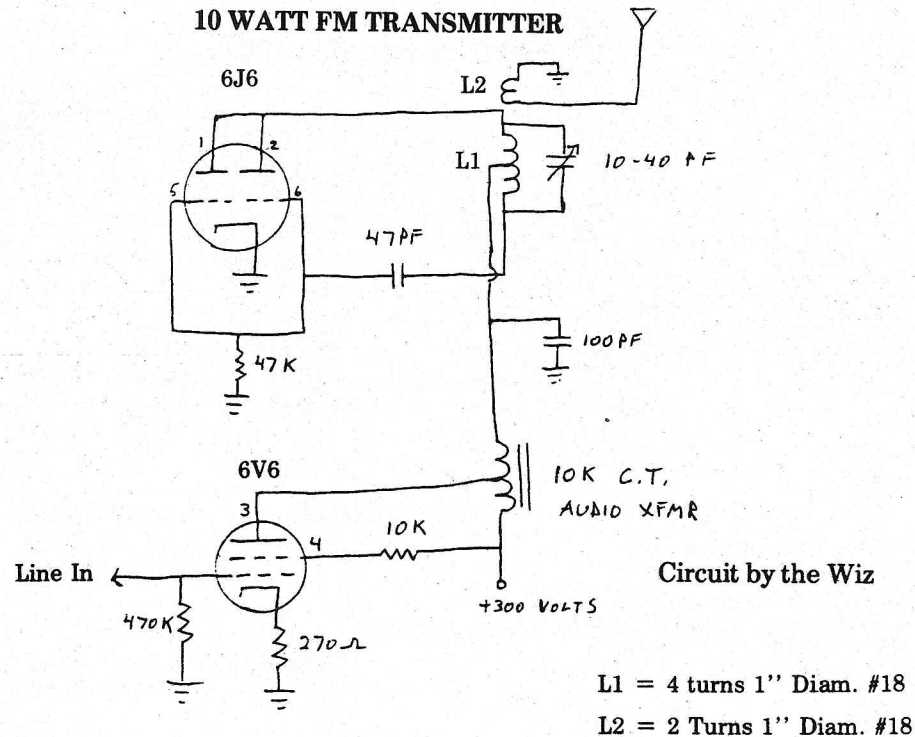 10 WATT FM TRANSMITTER
6J6
L2
1
2
L1
10-40 PF
5
6
47PF
100PF
47K
6V6
10K C.T.
AUDIO XFMR
3
10K
4
Line In
Circuit by the Wiz
+300 VOLTS
470K
270Ω
L1 = 4 turns 1'' Diam. #18
L2 = 2 Turns 1'' Diam. #18